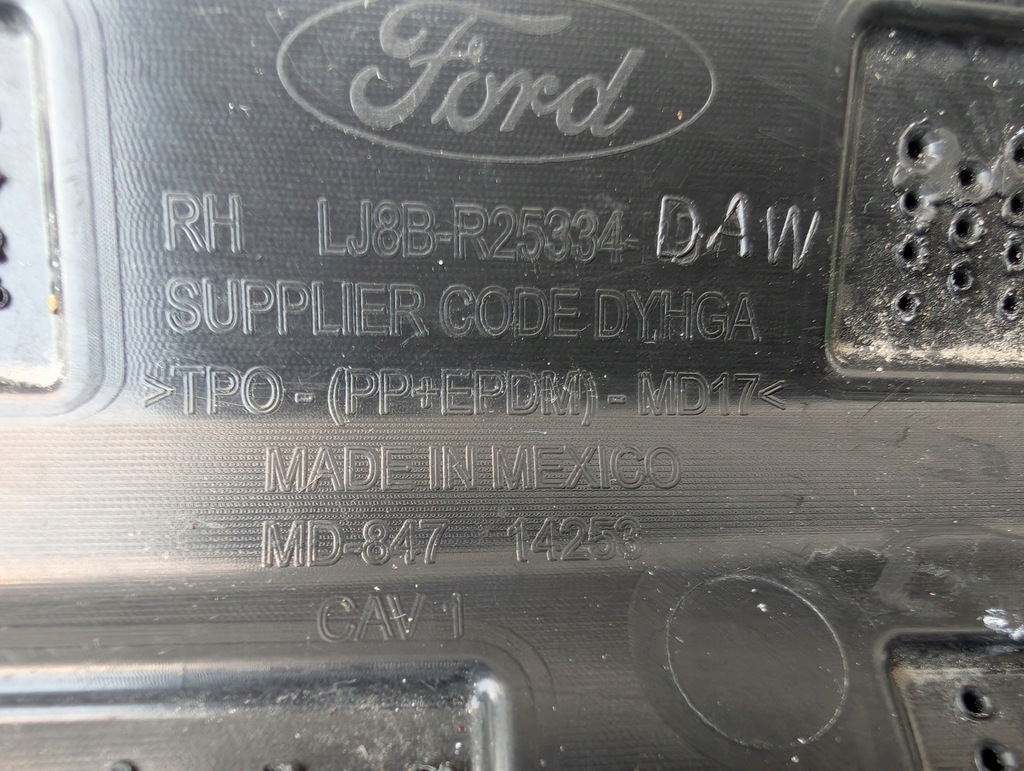 Ford
RH LJ8B-R25334-DAW
SUPPLIER CODE DYHGA
>TPO - (PP+EPDM) - MD17<
MADE IN MEXICO
MD-847 14253
CAV 1